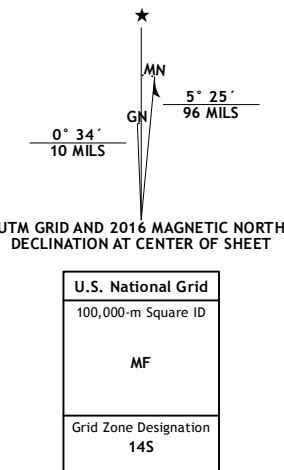 ★
MN
5° 25´
96 MILS
GN
0° 34´
10 MILS
UTM GRID AND 2016 MAGNETIC NORTH
DECLINATION AT CENTER OF SHEET
U.S. National Grid
100,000-m Square ID
MF
Grid Zone Designation
14S